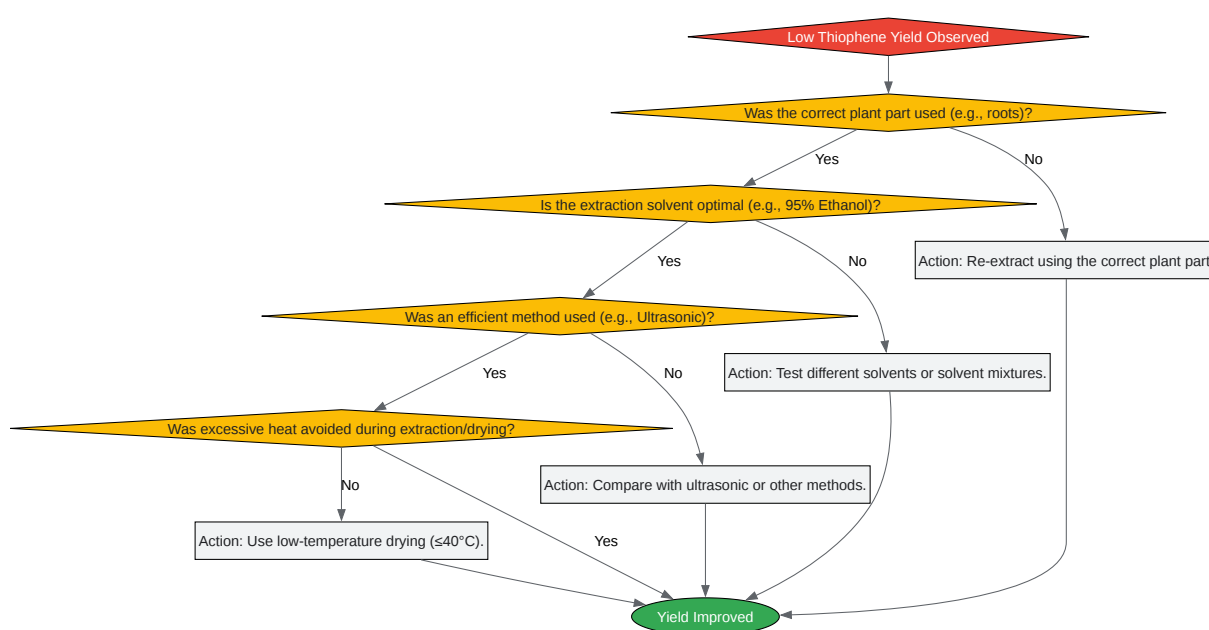 Low Thiophene Yield Observed
Was the correct plant part used (e.g., roots)?
Yes
No
Is the extraction solvent optimal (e.g., 95% Ethanol)?
Yes
No
Action: Re-extract using the correct plant part
Was an efficient method used (e.g., Ultrasonic)?
Yes
No
Action: Test different solvents or solvent mixtures.
Was excessive heat avoided during extraction/drying?
No
Yes
Action: Compare with ultrasonic or other methods.
Action: Use low-temperature drying (≤40°C).
Yield Improved